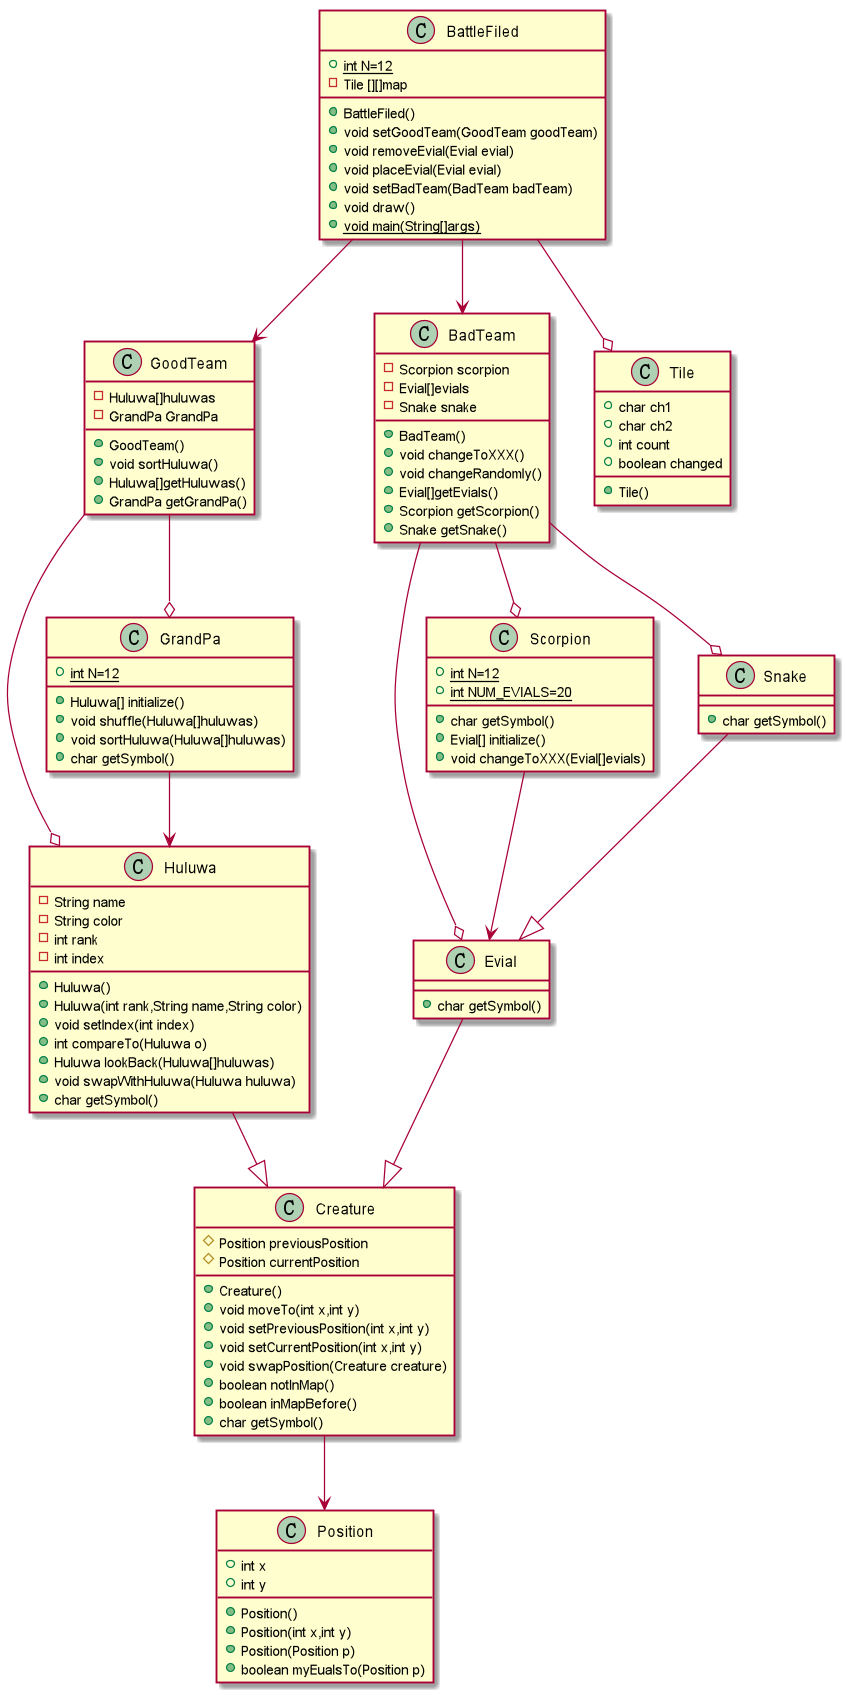 C BattleFiled
int N=12
Tile [][]map
BattleFiled()
void setGoodTeam(GoodTeam goodTeam)
void removeEvial(Evial evial)
void placeEvial(Evial evial)
void setBadTeam(BadTeam badTeam)
void draw()
void main(String[]args)
C GoodTeam
Huluwa[]huluwas
GrandPa GrandPa
GoodTeam()
void sortHuluwa()
Huluwa[]getHuluwas()
GrandPa getGrandPa()
C BadTeam
Scorpion scorpion
Evial[]evials
Snake snake
BadTeam()
void changeToXXX()
void changeRandomly()
Evial[]getEvials()
Scorpion getScorpion()
Snake getSnake()
C Tile
char ch1
char ch2
int count
boolean changed
Tile()
C GrandPa
int N=12
Huluwa[] initialize()
void shuffle(Huluwa[]huluwas)
void sortHuluwa(Huluwa[]huluwas)
char getSymbol()
C Scorpion
int N=12
int NUM_EVIALS=20
char getSymbol()
Evial[] initialize()
void changeToXXX(Evial[]evials)
C Snake
char getSymbol()
C Huluwa
String name
String color
int rank
int index
Huluwa()
Huluwa(int rank,String name,String color)
void setIndex(int index)
int compareTo(Huluwa o)
Huluwa lookBack(Huluwa[]huluwas)
void swapWithHuluwa(Huluwa huluwa)
char getSymbol()
C Evial
char getSymbol()
C Creature
Position previousPosition
Position currentPosition
Creature()
void moveTo(int x,int y)
void setPreviousPosition(int x,int y)
void setCurrentPosition(int x,int y)
void swapPosition(Creature creature)
boolean notInMap()
boolean inMapBefore()
char getSymbol()
C Position
int x
int y
Position()
Position(int x,int y)
Position(Position p)
boolean myEualsTo(Position p)